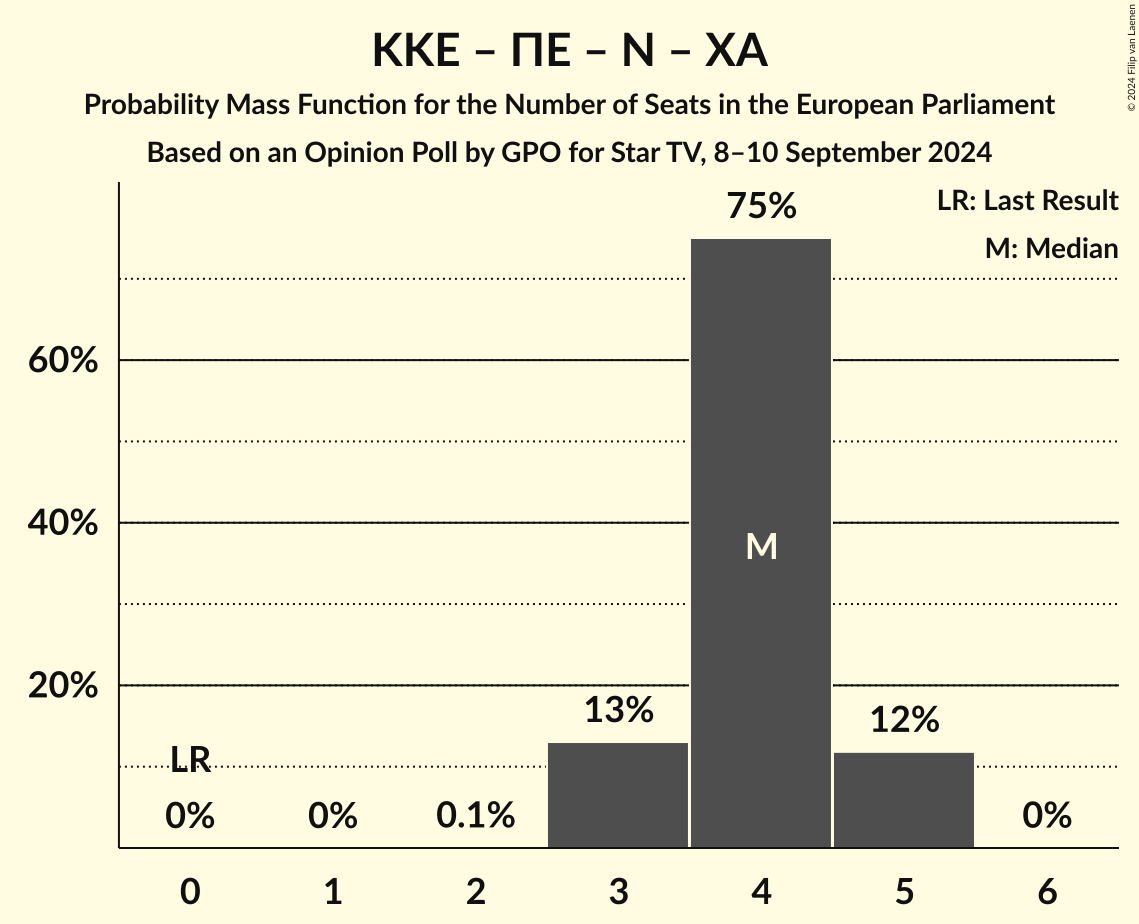 ΚΚΕ – ΠΕ – Ν – ΧΑ
Probability Mass Function for the Number of Seats in the European Parliament
Based on an Opinion Poll by GPO for Star TV, 8–10 September 2024
© 2024 Filip van Laenen
LR: Last Result
M: Median
60%
40%
20%
75%
M
13%
12%
LR
0%
0%
0.1%
0%
0
1
2
3
4
5
6